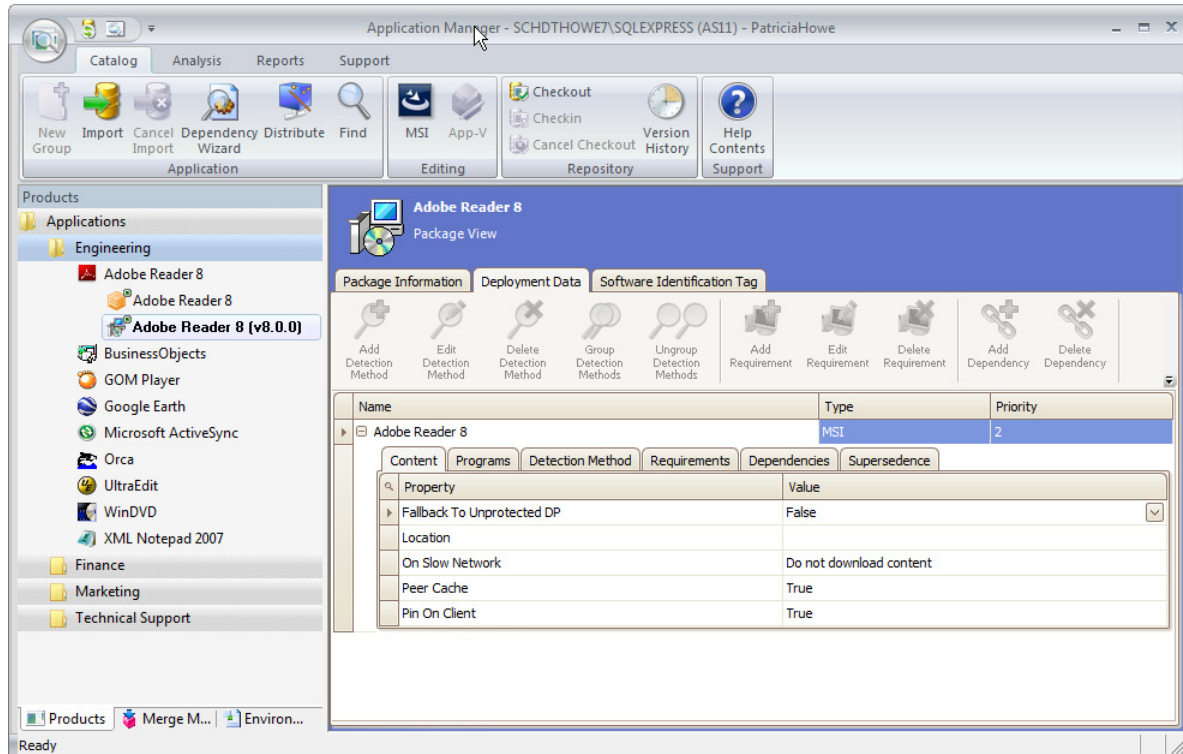 Application Manager - SCHDTHOWE7\SQLEXPRESS (AS11) - PatriciaHowe
Catalog Analysis Reports Support
New Group
Import
Cancel Import
Dependency Wizard
Distribute
Find
Application
MSI
App-V
Editing
Checkout
Checkin
Cancel Checkout
Version History
Repository
Help Contents
Support
Products
Applications
Engineering
Adobe Reader 8
Adobe Reader 8
Adobe Reader 8 (v8.0.0)
BusinessObjects
GOM Player
Google Earth
Microsoft ActiveSync
Orca
UltraEdit
WinDVD
XML Notepad 2007
Finance
Marketing
Technical Support
Products Merge M... Environ...
Adobe Reader 8
Package View
Package Information Deployment Data Software Identification Tag
Add Detection Method
Edit Detection Method
Delete Detection Method
Group Detection Methods
Ungroup Detection Methods
Add Requirement
Edit Requirement
Delete Requirement
Add Dependency
Delete Dependency
Name Type Priority
Adobe Reader 8 MSI 2
Content Programs Detection Method Requirements Dependencies Supersedence
Property Value
Fallback To Unprotected DP False
Location
On Slow Network Do not download content
Peer Cache True
Pin On Client True
Ready